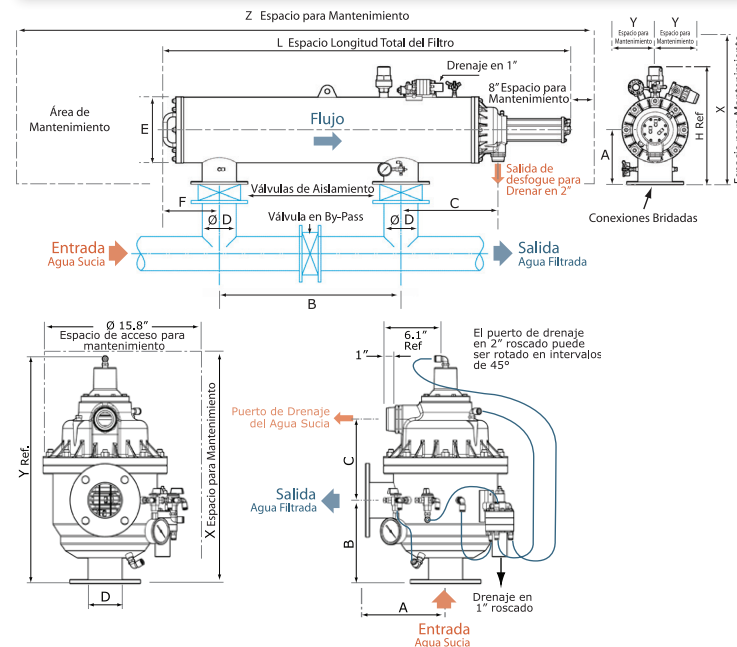 Z Espacio para Mantenimiento
L Espacio Longitud Total del Filtro
Drenaje en 1”
8” Espacio para
Mantenimiento
Área de
Mantenimiento
E
Flujo
Salida de
desfogue para
Drenar en 2”
Válvulas de Aislamiento
F
Ø D
Ø D
C
Válvula en By-Pass
Entrada
Agua Sucia
Salida
Agua Filtrada
B
Y
Y
Espacio para
Mantenimiento
Espacio para
Mantenimiento
A
H Ref
X
Conexiones Bridadas
Ø 15.8”
Espacio de acceso para
mantenimiento
Y Ref.
X Espacio para Mantenimiento
D
6.1”
Ref
1”
El puerto de drenaje
en 2” roscado puede
ser rotado en intervalos
de 45°
Puerto de Drenaje
del Agua Sucia
C
Salida
Agua Filtrada
B
A
Drenaje en
1” roscado
Entrada
Agua Sucia